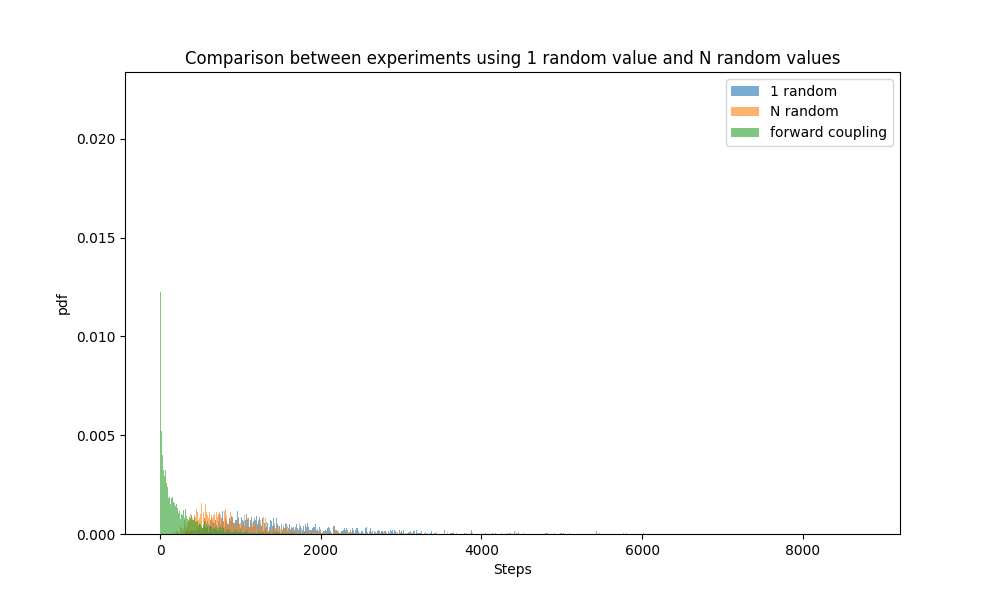 Comparison between experiments using 1 random value and N random values
1 random
N random
forward coupling
0.020
0.015
0.010
0.005
0.000
pdf
0 2000 4000 6000 8000
Steps